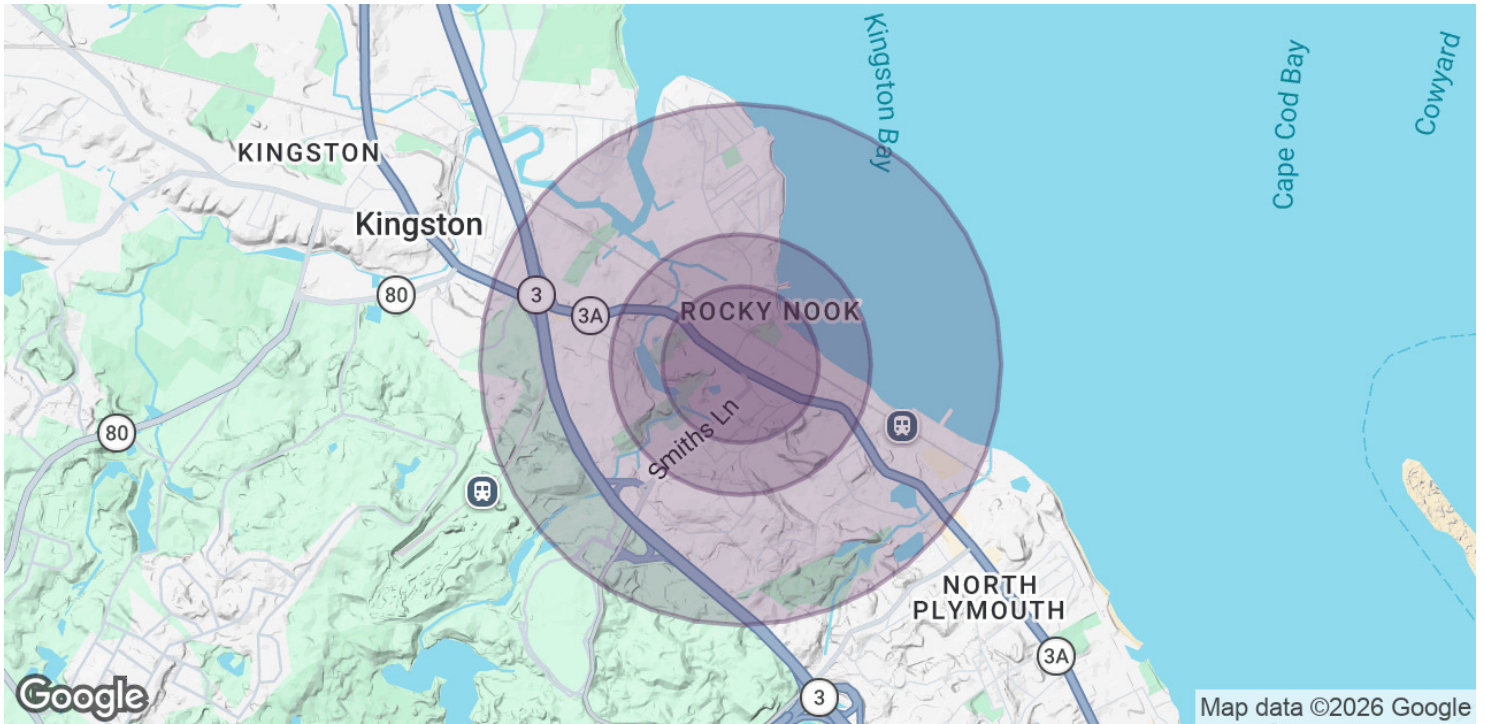 Kingston Bay
Cape Cod Bay
Cowyard
KINGSTON
Kingston
80
3
3A
ROCKY NOOK
80
Smiths Ln
NORTH
PLYMOUTH
3A
3
Google
Map data ©2026 Google